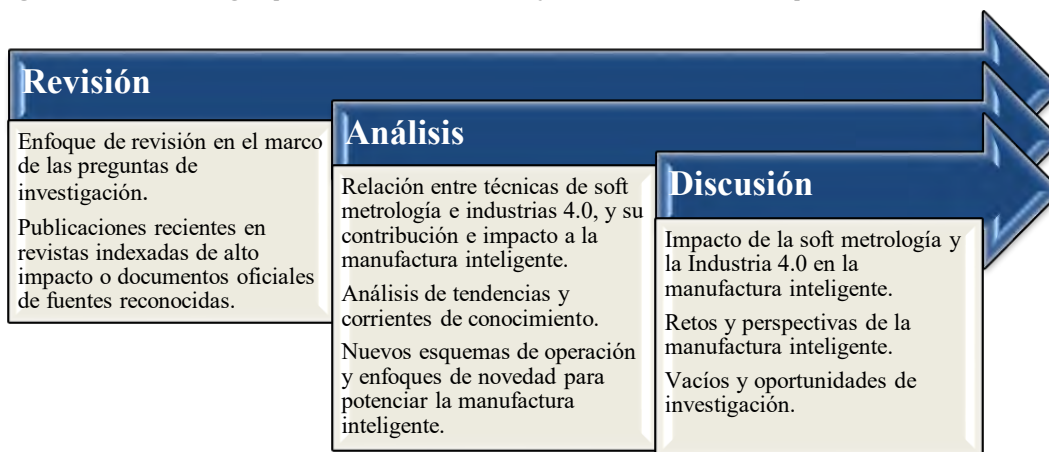 Revisión
Enfoque de revisión en el marco
de las preguntas de
investigación.
Publicaciones recientes en
revistas indexadas de alto
impacto o documentos oficiales
de fuentes reconocidas.
Análisis
Relación entre técnicas de soft
metrología e industrias 4.0, y su
contribución e impacto a la
manufactura inteligente.
Análisis de tendencias y
corrientes de conocimiento.
Nuevos esquemas de operación
y enfoques de novedad para
potenciar la manufactura
inteligente.
Discusión
Impacto de la soft metrología y
la Industria 4.0 en la
manufactura inteligente.
Retos y perspectivas de la
manufactura inteligente.
Vacíos y oportunidades de
investigación.